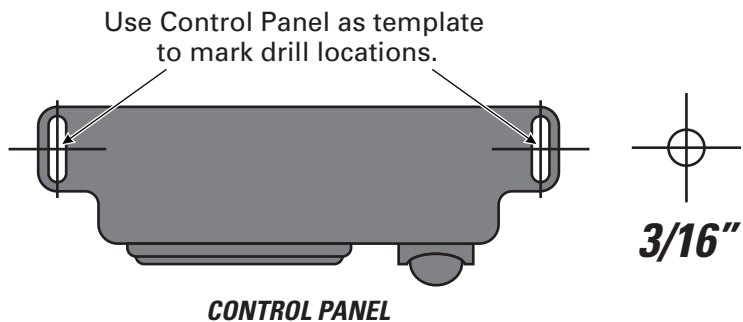 Use Control Panel as template
to mark drill locations.
3/16”
CONTROL PANEL